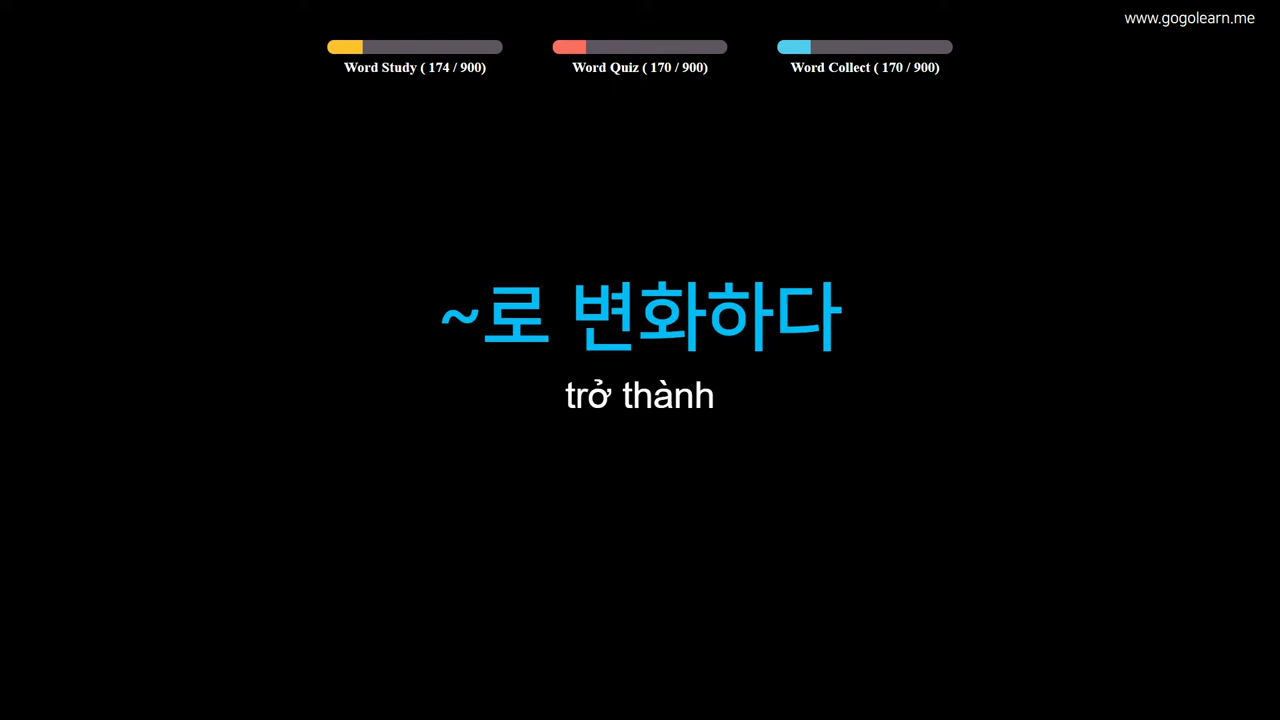 www.gogolearn.me
Word Study ( 174 / 900)
Word Quiz ( 170 / 900)
Word Collect ( 170 / 900)
~로 변화하다
trở thành